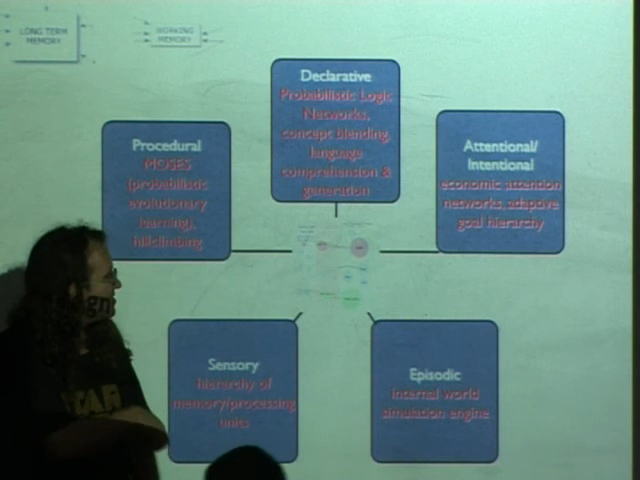 LONG TERM
MEMORY
WORKING
MEMORY
Declarative
Probabilistic Logic
Networks,
concept blending,
language
comprehension &
generation
Procedural
MOSES
(probabilistic
evolutionary
learning),
hillclimbing
Attentional/
Intentional
economic attention
networks, adaptive
goal hierarchy
Sensory
hierarchy of
memory/processing
units
Episodic
internal world
simulation engine